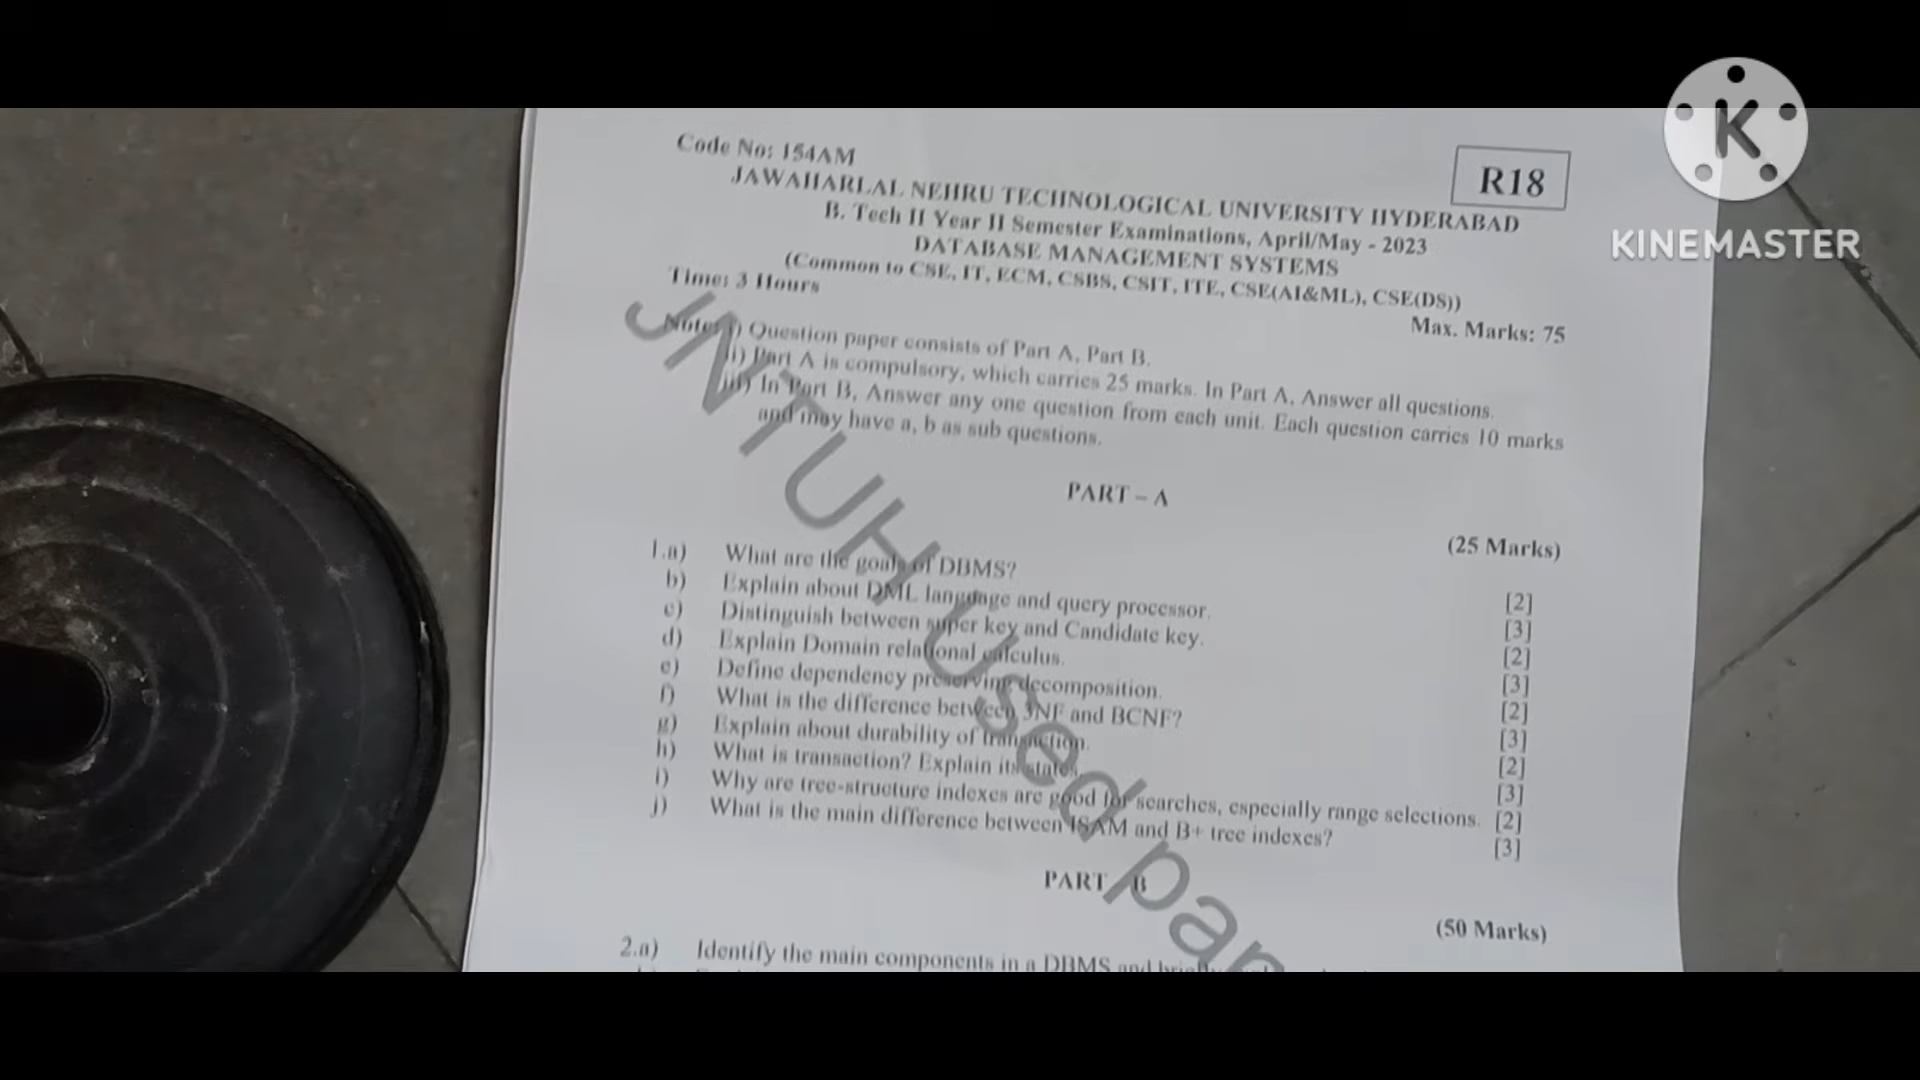 K
KINEMASTER
Code No: 154AM
R18
JAWAHARLAL NEHRU TECHNOLOGICAL UNIVERSITY HYDERABAD
B. Tech II Year II Semester Examinations, April/May - 2023
DATABASE MANAGEMENT SYSTEMS
(Common to CSE, IT, ECM, CSBS, CSIT, ITE, CSE(AI&ML), CSE(DS))
Time: 3 Hours
Max. Marks: 75
Note: i) Question paper consists of Part A, Part B.
ii) Part A is compulsory, which carries 25 marks. In Part A, Answer all questions.
iii) In Part B, Answer any one question from each unit. Each question carries 10 marks
and may have a, b as sub questions.
PART – A
(25 Marks)
1.a) What are the goals of DBMS? [2]
b) Explain about DML language and query processor. [3]
c) Distinguish between super key and Candidate key. [2]
d) Explain Domain relational calculus. [3]
e) Define dependency preserving decomposition. [2]
f) What is the difference between 3NF and BCNF? [3]
g) Explain about durability of transaction. [2]
h) What is transaction? Explain its states. [3]
i) Why are tree-structure indexes are good for searches, especially range selections. [2]
j) What is the main difference between ISAM and B+ tree indexes? [3]
PART B
(50 Marks)
2.a) Identify the main components in a DBMS and
JNTUH Used pap